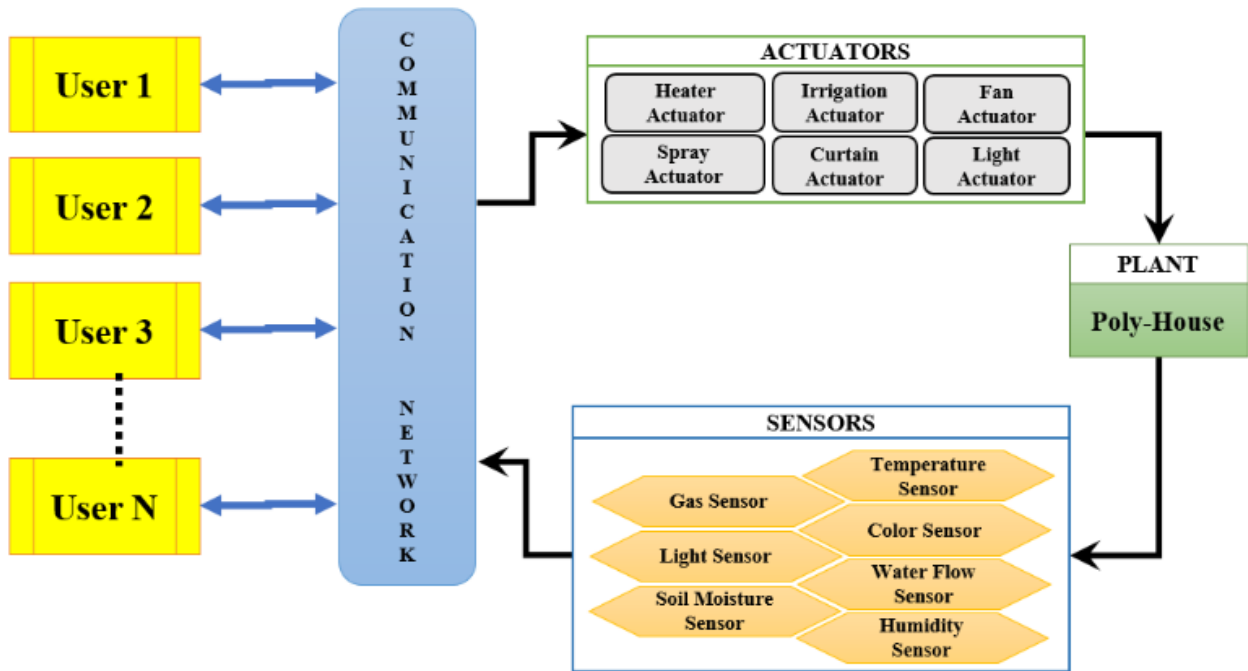 User 1
User 2
User 3
User N
COMMUNICATION
NETWORK
ACTUATORS
Heater
Actuator
Irrigation
Actuator
Fan
Actuator
Spray
Actuator
Curtain
Actuator
Light
Actuator
PLANT
Poly-House
SENSORS
Gas Sensor
Light Sensor
Soil Moisture
Sensor
Temperature
Sensor
Color Sensor
Water Flow
Sensor
Humidity
Sensor